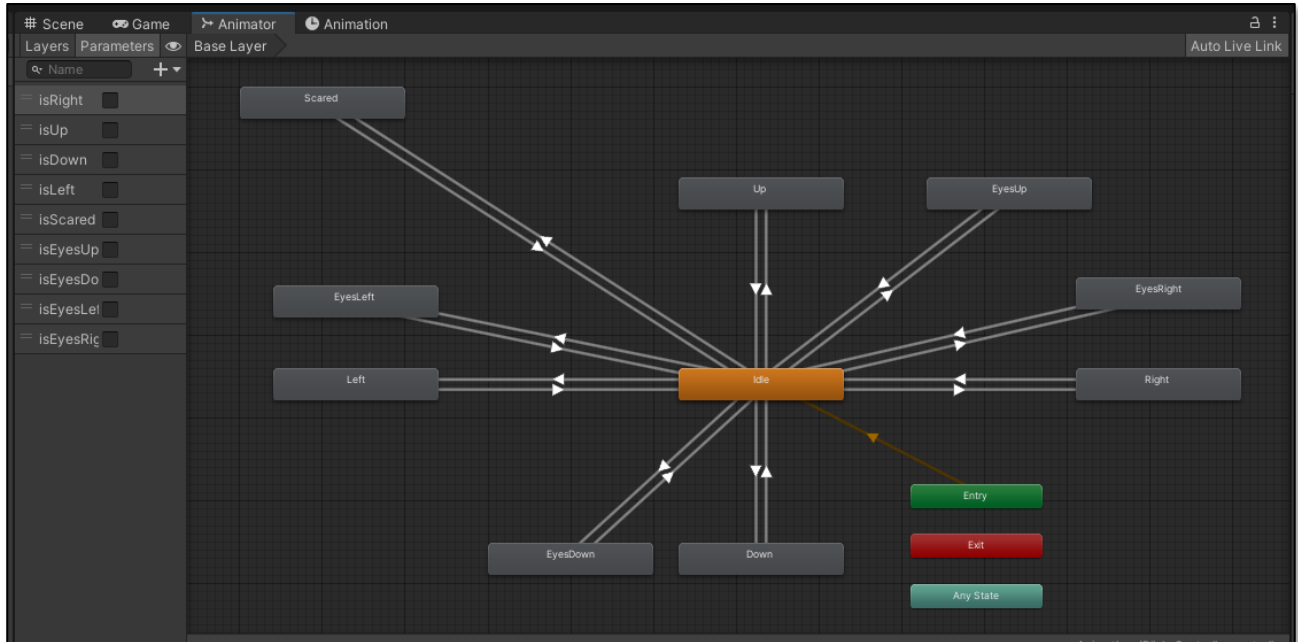 Scene Game Animator Animation
Layers Parameters Base Layer Auto Live Link
Name
isRight
isUp
isDown
isLeft
isScared
isEyesUp
isEyesDo
isEyesLe
isEyesRig
Scared
Up EyesUp
EyesLeft EyesRight
Left Idle Right
Entry
EyesDown Down Exit
Any State